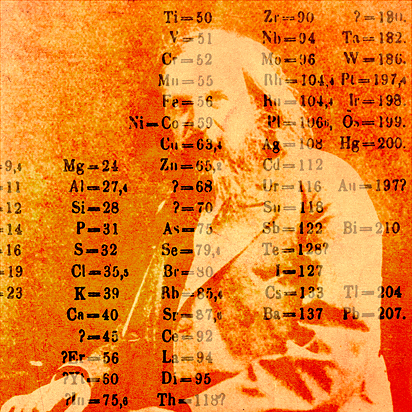 Ti=50 Zr=90 ?=180.
V=51 Nb=94 Ta=182.
Cr=52 Mo=96 W=186.
Mn=55 Rh=104,4 Pt=197,4
Fe=56 Ru=104,4 Ir=198.
Ni=Co=59 Pl=106,6 Os=199.
Cu=63,4 Ag=108 Hg=200.
9,4 Mg=24 Zn=65,2 Cd=112
11 Al=27,4 ?=68 Ur=116 Au=197?
12 Si=28 ?=70 Su=118
14 P=31 As=75 Sb=122 Bi=210
16 S=32 Se=79,4 Te=128?
19 Cl=35,5 Br=80 I=127
23 K=39 Rb=85,4 Cs=133 Tl=204
Ca=40 Sr=87,6 Ba=137 Pb=207.
?=45 Ce=92
?Er=56 La=94
?Yt=60 Di=95
?In=75,6 Th=118?